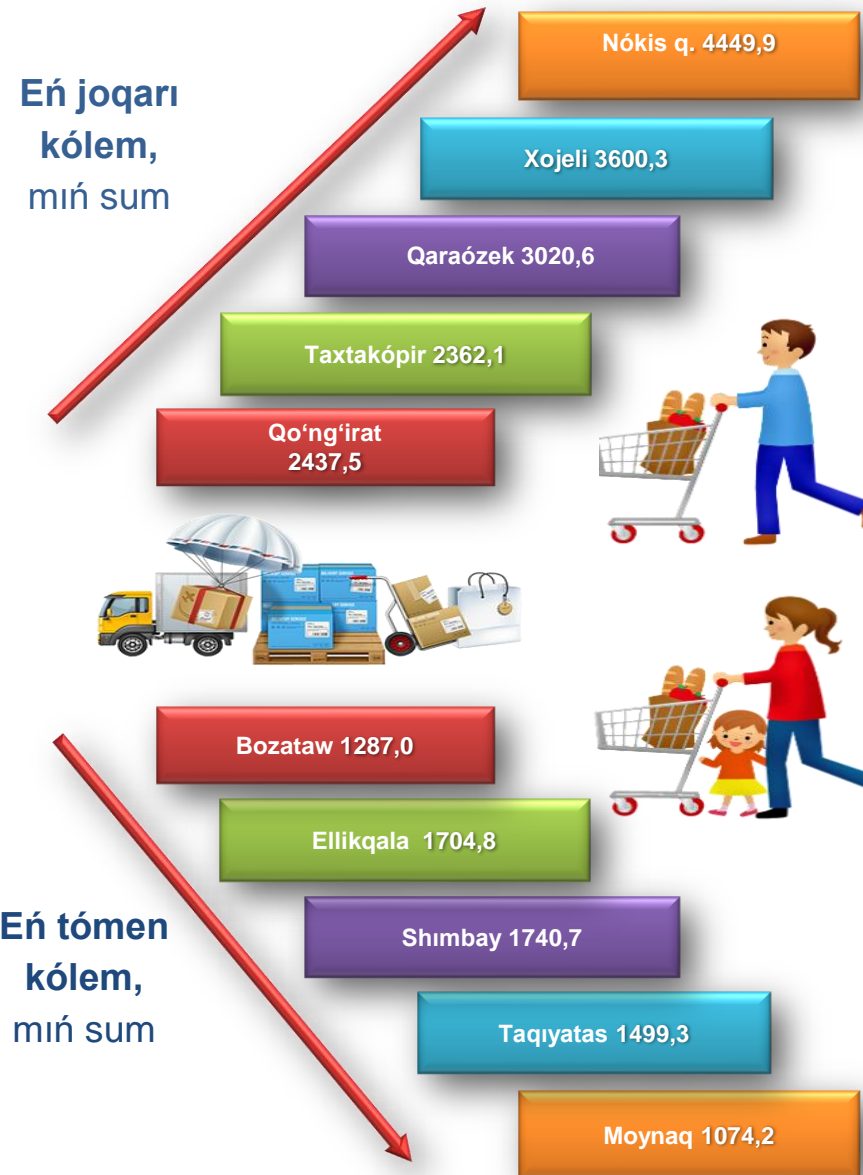 Nókis q. 4449,9
Eń joqarı
kólem,
mıń sum
Xojeli 3600,3
Qaraózek 3020,6
Taxtakópir 2362,1
Qo‘ng‘irat
2437,5
Bozataw 1287,0
Ellikqala 1704,8
Shımbay 1740,7
Eń tómen
kólem,
mıń sum
Taqıyatas 1499,3
Moynaq 1074,2